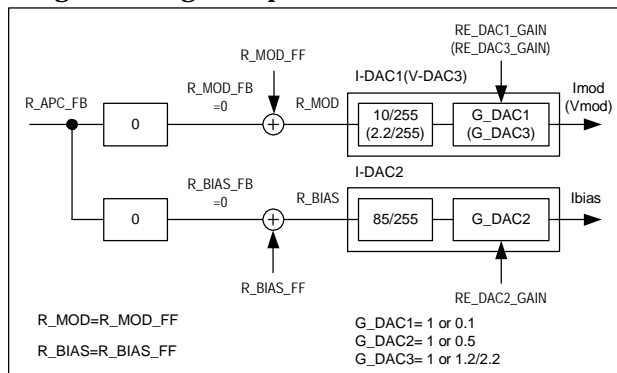 RE_DAC1_GAIN
(RE_DAC3_GAIN)
R_MOD_FF
I-DAC1(V-DAC3)
R_MOD_FB
=0
R_MOD
Imod
(Vmod)
R_APC_FB
0
10/255
(2.2/255)
G_DAC1
(G_DAC3)
I-DAC2
R_BIAS_FB
=0
R_BIAS
Ibias
0
85/255
G_DAC2
R_BIAS_FF
RE_DAC2_GAIN
R_MOD=R_MOD_FF
R_BIAS=R_BIAS_FF
G_DAC1= 1 or 0.1
G_DAC2= 1 or 0.5
G_DAC3= 1 or 1.2/2.2